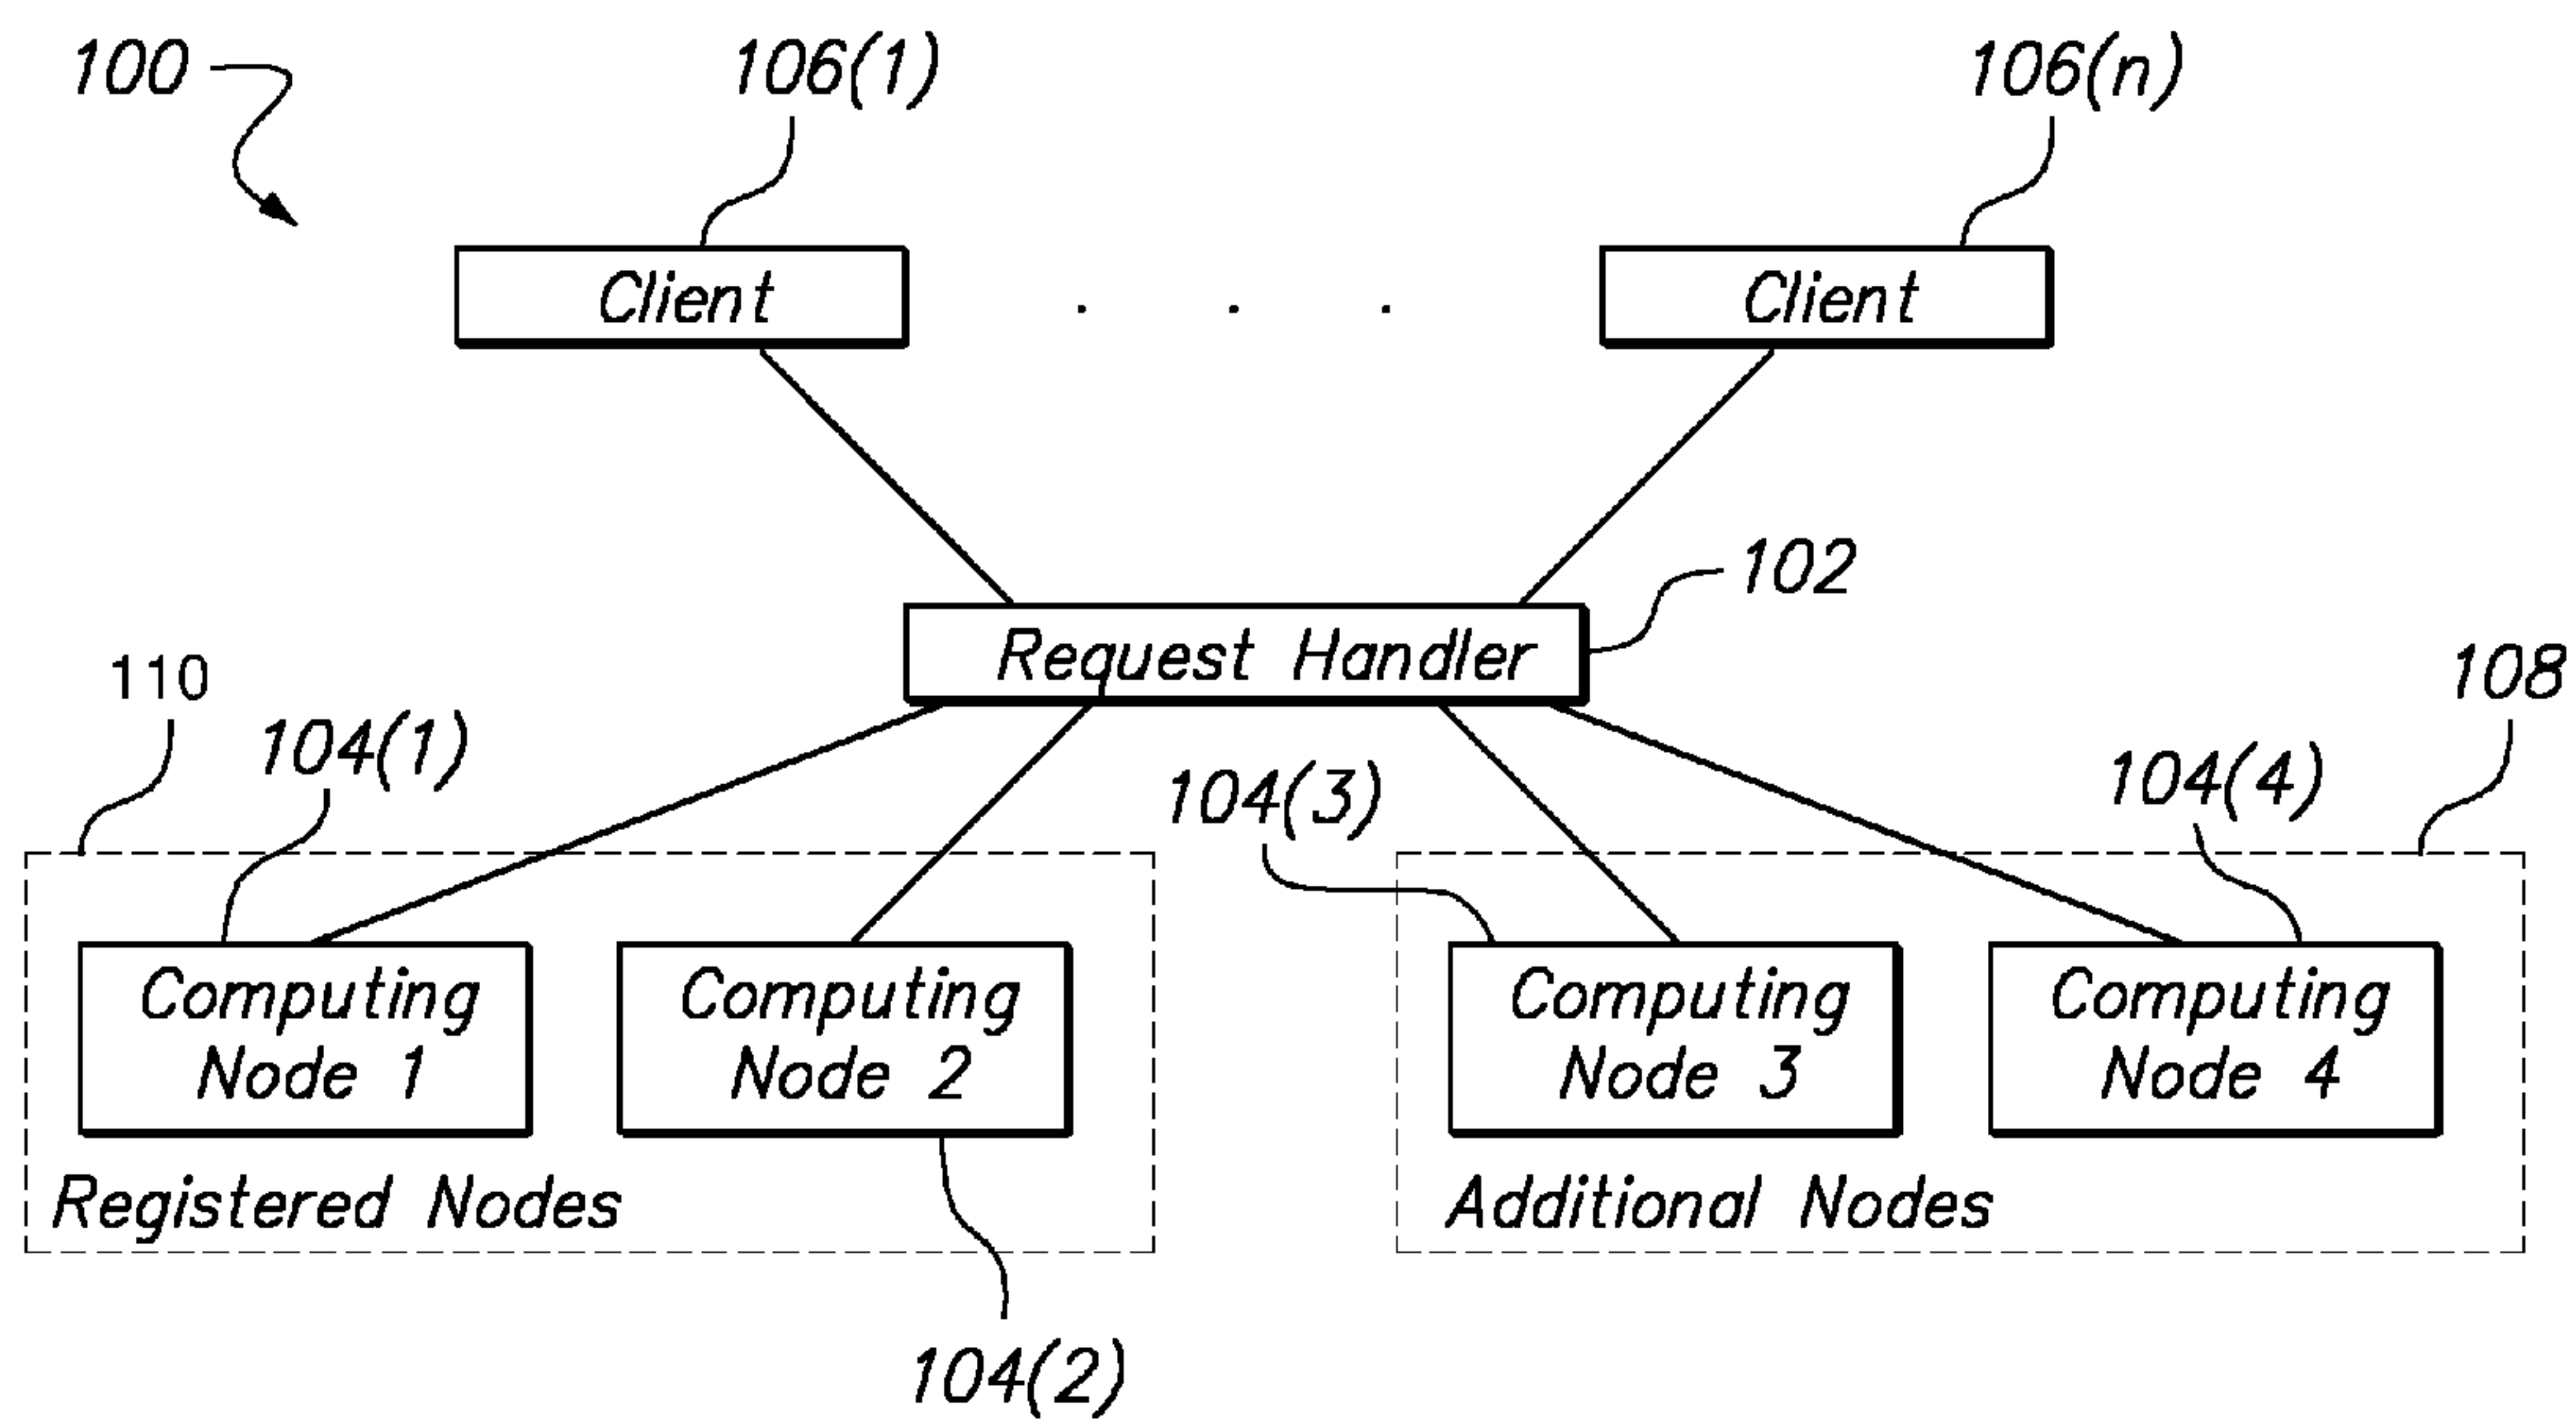 100
106(1)
106(n)
Client
. . .
Client
102
Request Handler
110
108
104(1)
104(3)
104(4)
Computing
Node 1
Computing
Node 2
Computing
Node 3
Computing
Node 4
Registered Nodes
Additional Nodes
104(2)